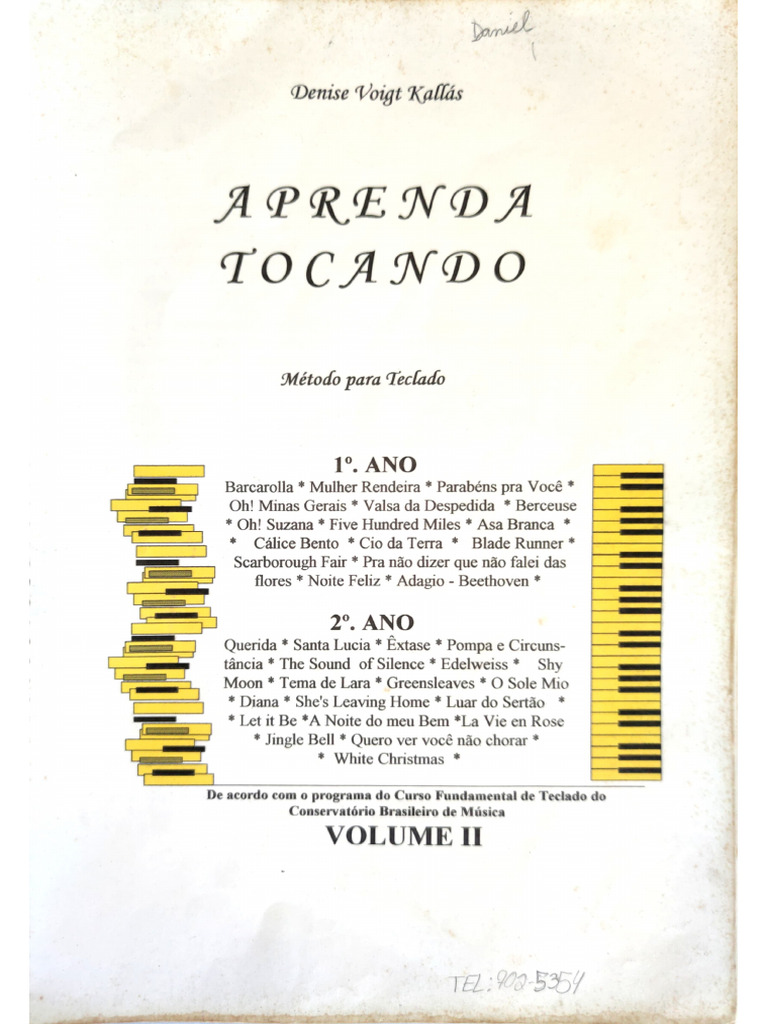 Daniel
Denise Voigt Kallás
APRENDA
TOCANDO
Método para Teclado
1º. ANO
Barcarolla * Mulher Rendeira * Parabéns pra Você *
Oh! Minas Gerais * Valsa da Despedida * Berceuse
* Oh! Suzana * Five Hundred Miles * Asa Branca *
* Cálice Bento * Cio da Terra * Blade Runner *
Scarborough Fair * Pra não dizer que não falei das
flores * Noite Feliz * Adagio - Beethoven *
2º. ANO
Querida * Santa Lucia * Êxtase * Pompa e Circuns-
tância * The Sound of Silence * Edelweiss * Shy
Moon * Tema de Lara * Greensleaves * O Sole Mio
* Diana * She's Leaving Home * Luar do Sertão *
* Let it Be *A Noite do meu Bem *La Vie en Rose
* Jingle Bell * Quero ver você não chorar *
* White Christmas *
De acordo com o programa do Curso Fundamental de Teclado do
Conservatório Brasileiro de Música
VOLUME II
TEL: 902-5354